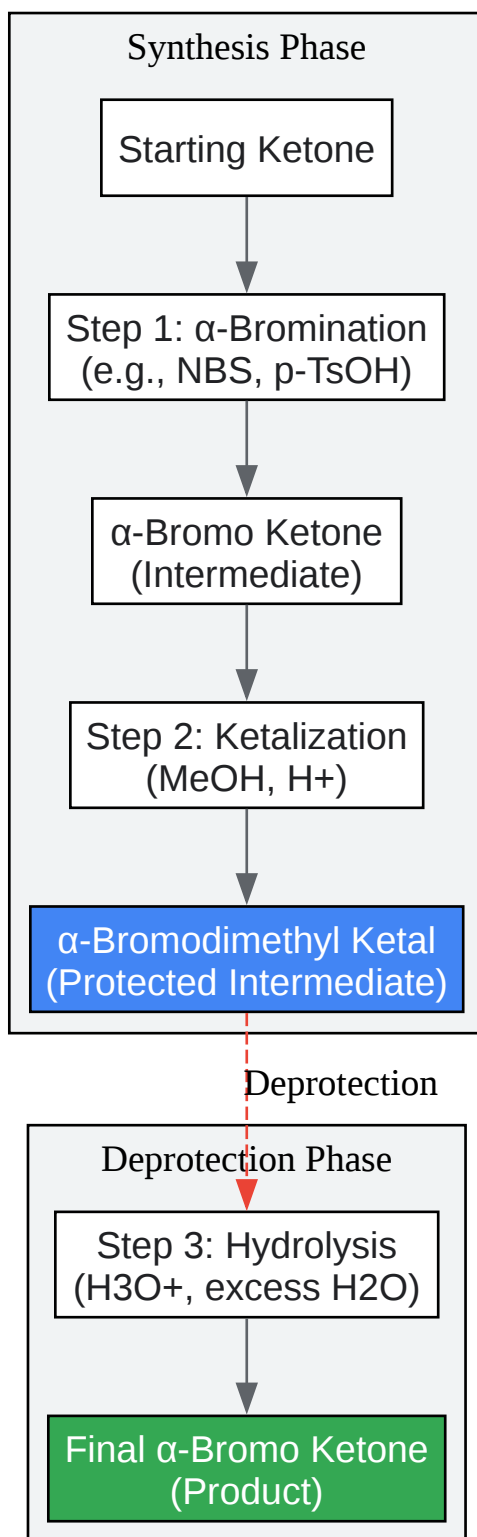 Synthesis Phase
Starting Ketone
Step 1: α-Bromination
(e.g., NBS, p-TsOH)
α-Bromo Ketone
(Intermediate)
Step 2: Ketalization
(MeOH, H+)
α-Bromodimethyl Ketal
(Protected Intermediate)
Deprotection
Deprotection Phase
Step 3: Hydrolysis
(H3O+, excess H2O)
Final α-Bromo Ketone
(Product)